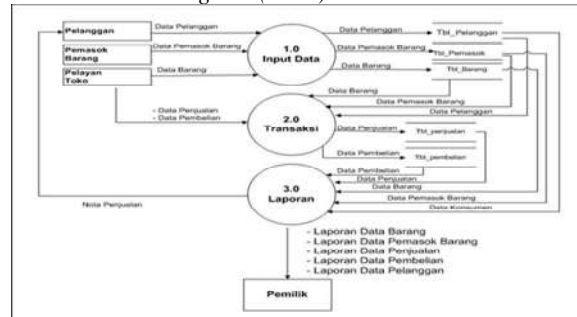 Pelanggan
Data Pelanggan
Data Pelanggan
Tbl_Pelanggan
Pemasok
Barang
Data Pemasok Barang
1.0
Input Data
Data Pemasok Barang
Tbl_Pemasok
Pelayan
Toko
Data Barang
Data Barang
Tbl_Barang
Data Barang
Data Pemasok Barang
Data Pelanggan
- Data Penjualan
- Data Pembelian
2.0
Transaksi
Data Penjualan
Tbl_penjualan
Data Pembelian
Tbl_pembelian
Data Pembelian
Data Penjualan
Data Barang
Data Pemasok Barang
Data Konsumen
3.0
Laporan
Nota Penjualan
- Laporan Data Barang
- Laporan Data Pemasok Barang
- Laporan Data Penjualan
- Laporan Data Pembelian
- Laporan Data Pelanggan
Pemilik